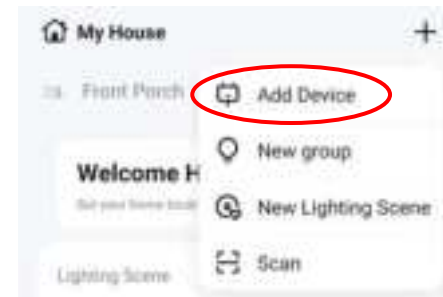 My House
Front Porch
Add Device
New group
Welcome H
New Lighting Scene
Scan
Lighting Scene